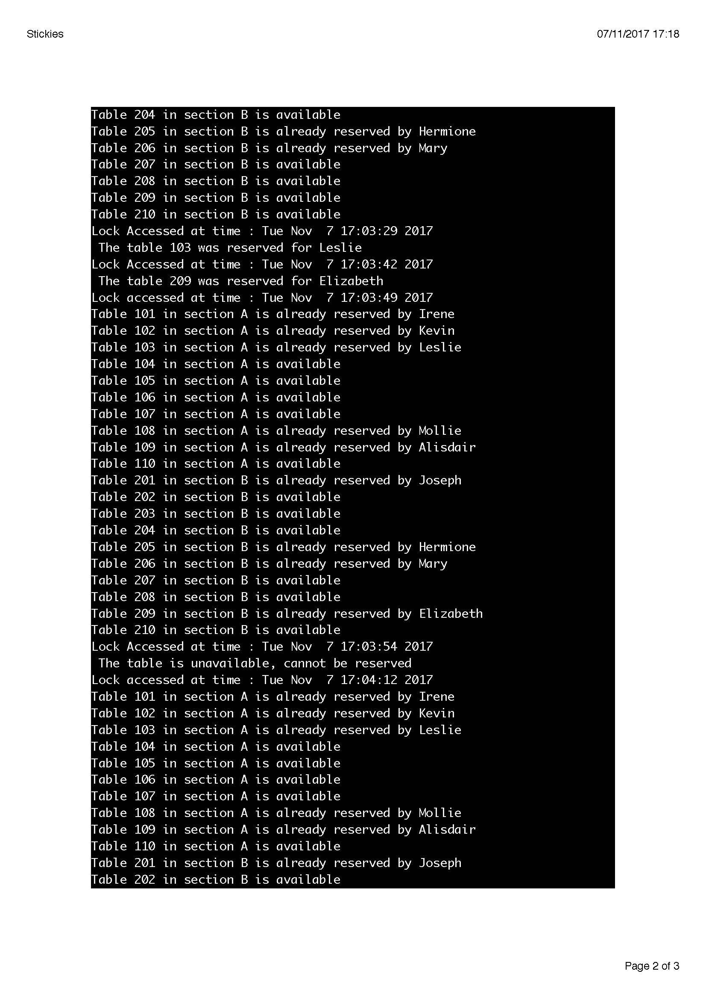 Stickies
07/11/2017 17:18
Table 204 in section B is available
Table 205 in section B is already reserved by Hermione
Table 206 in section B is already reserved by Mary
Table 207 in section B is available
Table 208 in section B is available
Table 209 in section B is available
Table 210 in section B is available
Lock Accessed at time : Tue Nov  7 17:03:29 2017
 The table 103 was reserved for Leslie
Lock Accessed at time : Tue Nov  7 17:03:42 2017
 The table 209 was reserved for Elizabeth
Lock accessed at time : Tue Nov  7 17:03:49 2017
Table 101 in section A is already reserved by Irene
Table 102 in section A is already reserved by Kevin
Table 103 in section A is already reserved by Leslie
Table 104 in section A is available
Table 105 in section A is available
Table 106 in section A is available
Table 107 in section A is available
Table 108 in section A is already reserved by Mollie
Table 109 in section A is already reserved by Alisdair
Table 110 in section A is available
Table 201 in section B is already reserved by Joseph
Table 202 in section B is available
Table 203 in section B is available
Table 204 in section B is available
Table 205 in section B is already reserved by Hermione
Table 206 in section B is already reserved by Mary
Table 207 in section B is available
Table 208 in section B is available
Table 209 in section B is already reserved by Elizabeth
Table 210 in section B is available
Lock Accessed at time : Tue Nov  7 17:03:54 2017
 The table is unavailable, cannot be reserved
Lock accessed at time : Tue Nov  7 17:04:12 2017
Table 101 in section A is already reserved by Irene
Table 102 in section A is already reserved by Kevin
Table 103 in section A is already reserved by Leslie
Table 104 in section A is available
Table 105 in section A is available
Table 106 in section A is available
Table 107 in section A is available
Table 108 in section A is already reserved by Mollie
Table 109 in section A is already reserved by Alisdair
Table 110 in section A is available
Table 201 in section B is already reserved by Joseph
Table 202 in section B is available
Page 2 of 3